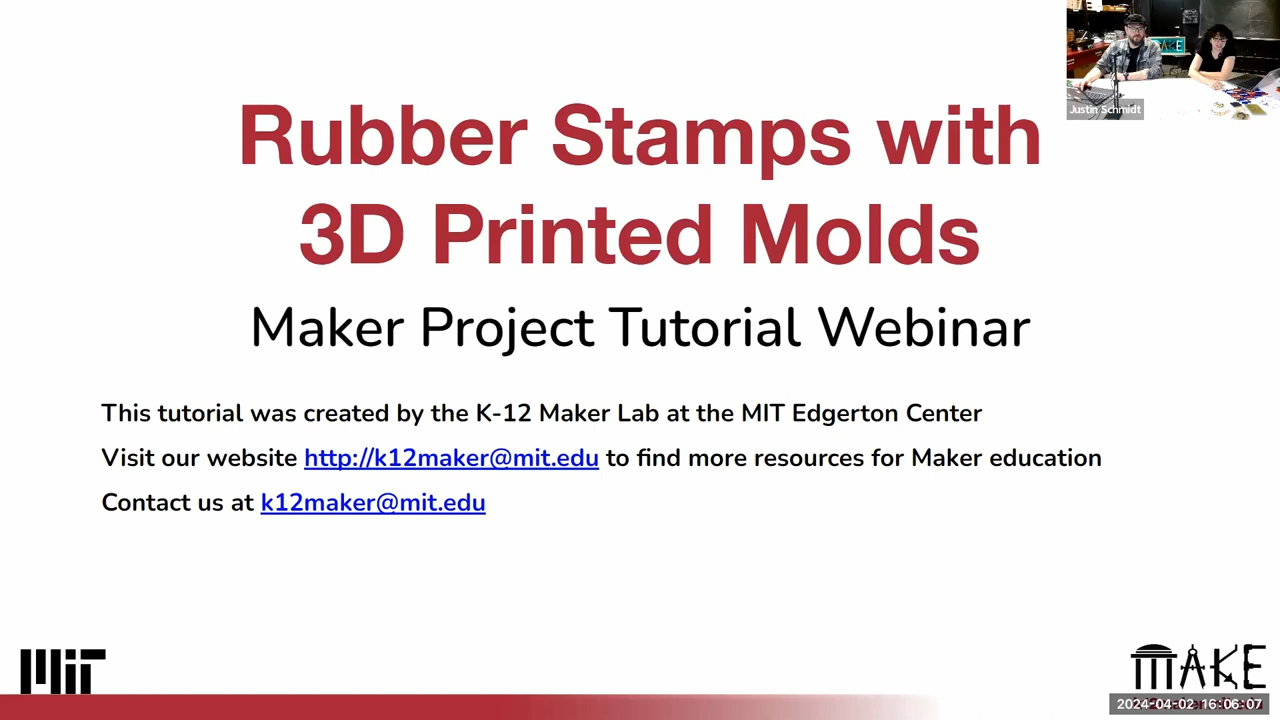 MAKE
Justin Schmidt
Rubber Stamps with
3D Printed Molds
Maker Project Tutorial Webinar
This tutorial was created by the K-12 Maker Lab at the MIT Edgerton Center
Visit our website http://k12maker@mit.edu to find more resources for Maker education
Contact us at k12maker@mit.edu
MIT
MAKE
2024-04-02 16:06:07